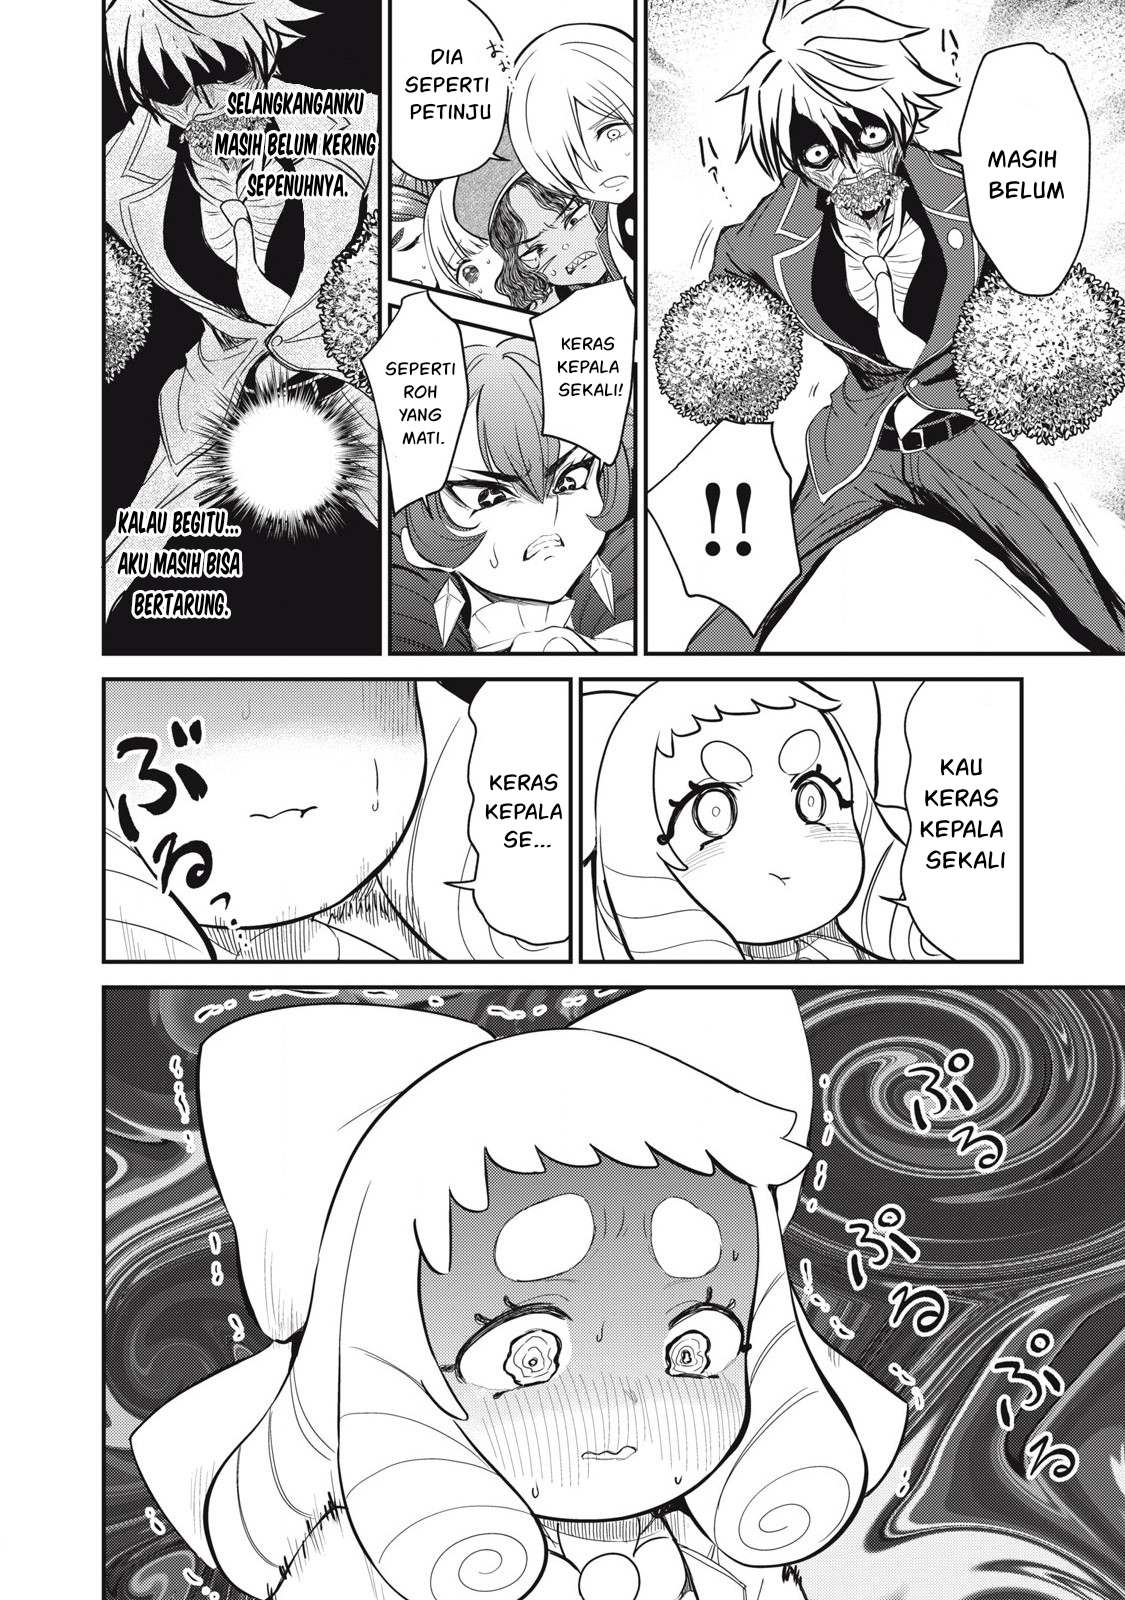 MASIH
BELUM
!!
じ…?
DIA
SEPERTI
PETINJU
KERAS
KEPALA
SEKALI!
SEPERTI
ROH
YANG
MATI.
SELANGKANGANKU
MASIH BELUM KERING
SEPENUHNYA.
KALAU BEGITU...
AKU MASIH BISA
BERTARUNG.
KAU
KERAS
KEPALA
SEKALI
KERAS
KEPALA
SE...
ぶる…
ぷる
ぷる
ぷる